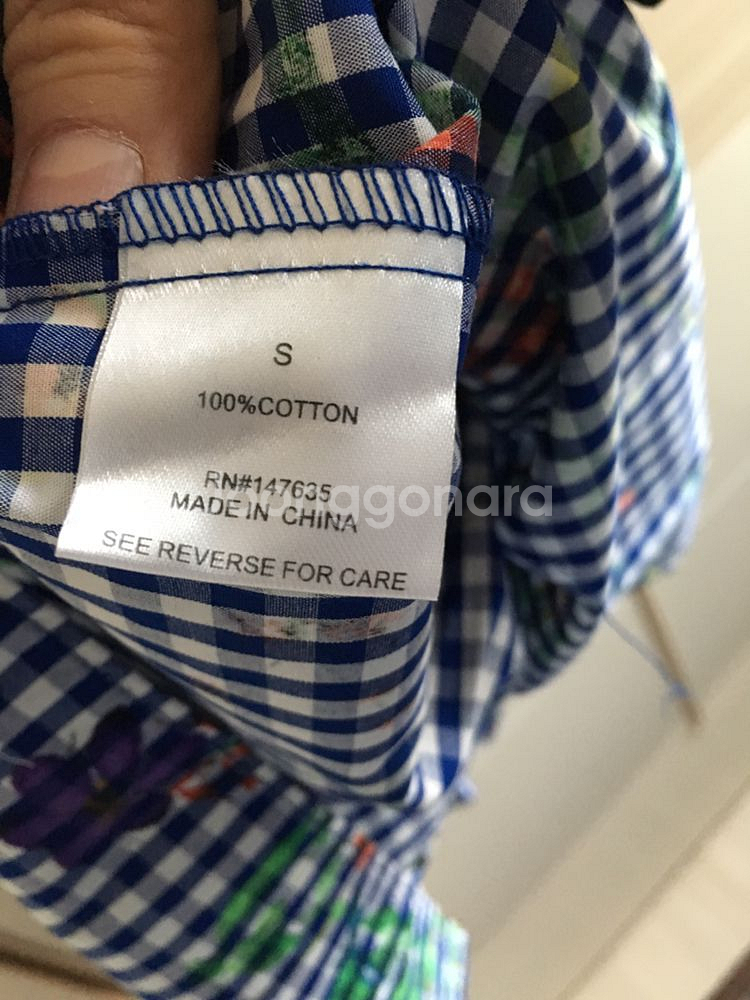 S
100%COTTON
RN#147635
MADE IN CHINA
SEE REVERSE FOR CARE